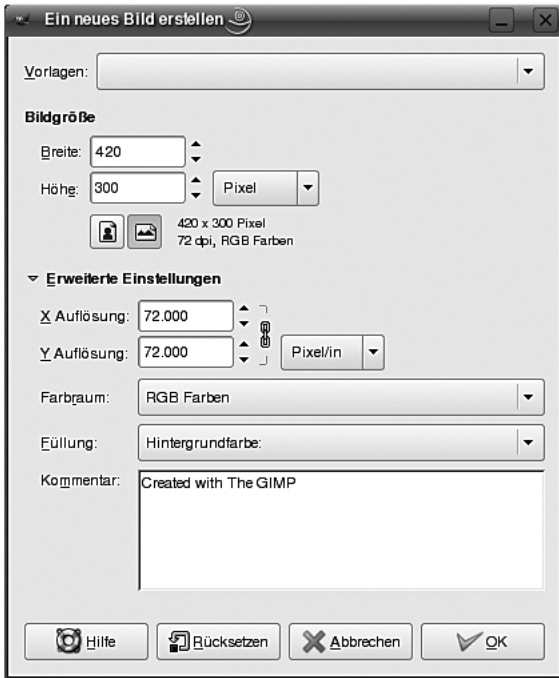 Ein neues Bild erstellen
Vorlagen:
Bildgröße
Breite: 420
Höhe: 300 Pixel
420 x 300 Pixel
72 dpi, RGB Farben
Erweiterte Einstellungen
X Auflösung: 72.000
Y Auflösung: 72.000 Pixel/in
Farbraum: RGB Farben
Füllung: Hintergrundfarbe:
Kommentar: Created with The GIMP
Hilfe Rücksetzen Abbrechen OK